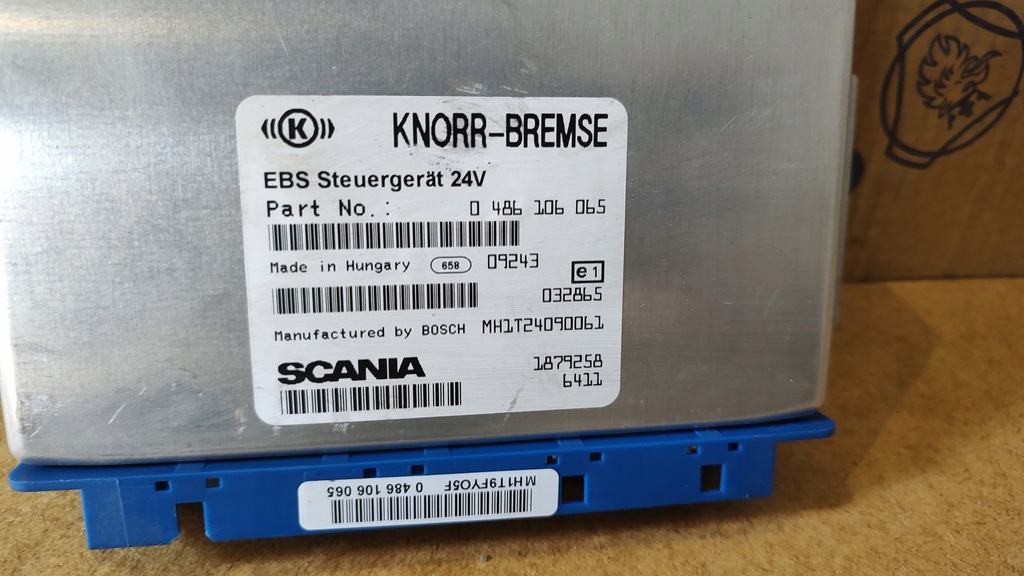 K
KNORR-BREMSE
EBS Steuergerät 24V
Part No.: 0 486 106 065
Made in Hungary 658 09243 e1
032865
Manufactured by BOSCH MH1T24090061
SCANIA 1879258
6411
MH1T9FYO5F 0 486 106 065